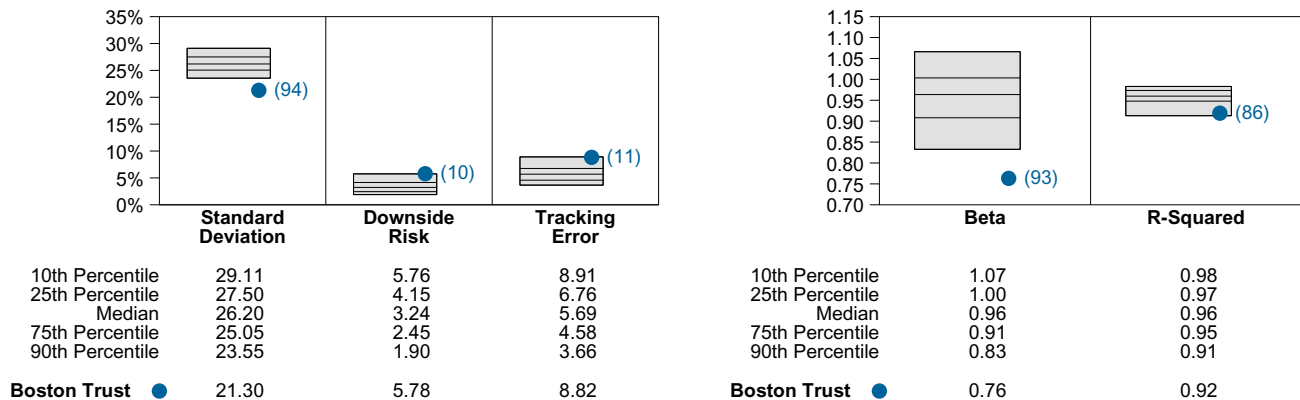 35%
30%
25%
20%
15%
10%
5%
0%
(94)
(10)
(11)
Standard
Deviation
Downside
Risk
Tracking
Error
10th Percentile 29.11 5.76 8.91
25th Percentile 27.50 4.15 6.76
Median 26.20 3.24 5.69
75th Percentile 25.05 2.45 4.58
90th Percentile 23.55 1.90 3.66
Boston Trust 21.30 5.78 8.82
1.15
1.10
1.05
1.00
0.95
0.90
0.85
0.80
0.75
0.70
(93)
(86)
Beta R-Squared
10th Percentile 1.07 0.98
25th Percentile 1.00 0.97
Median 0.96 0.96
75th Percentile 0.91 0.95
90th Percentile 0.83 0.91
Boston Trust 0.76 0.92